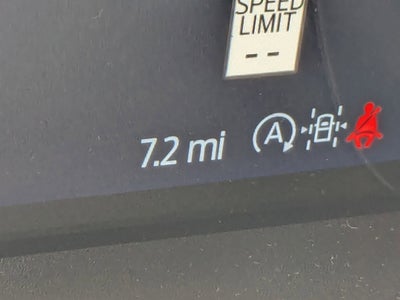 SPEED
LIMIT
--
7.2 mi A